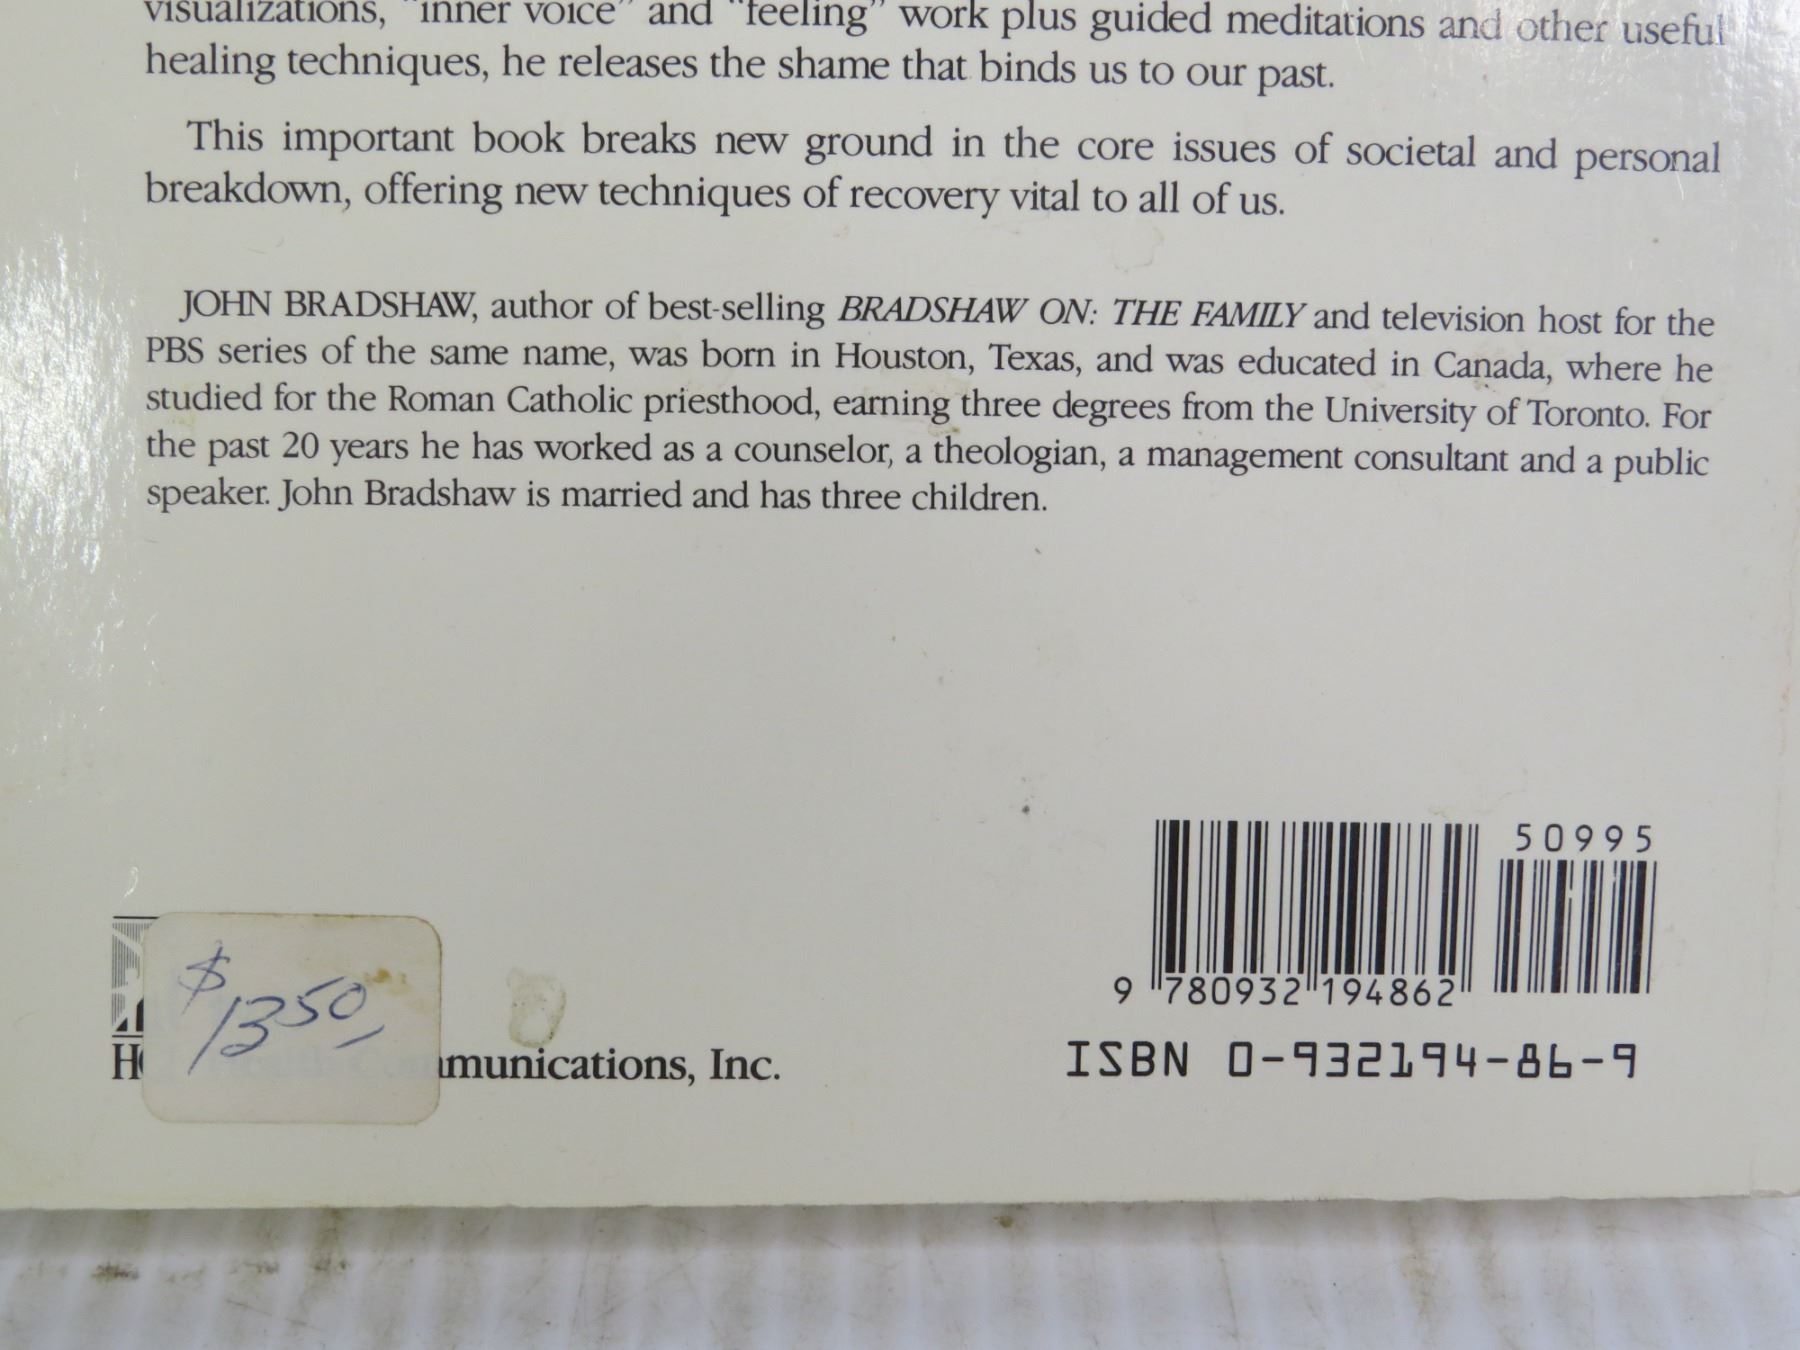 visualizations, "inner voice" and "feeling" work plus guided meditations and other useful
healing techniques, he releases the shame that binds us to our past.
This important book breaks new ground in the core issues of societal and personal
breakdown, offering new techniques of recovery vital to all of us.
JOHN BRADSHAW, author of best-selling BRADSHAW ON: THE FAMILY and television host for the
PBS series of the same name, was born in Houston, Texas, and was educated in Canada, where he
studied for the Roman Catholic priesthood, earning three degrees from the University of Toronto. For
the past 20 years he has worked as a counselor, a theologian, a management consultant and a public
speaker. John Bradshaw is married and has three children.
$13 50
Communications, Inc.
50995
9 780932 194862
ISBN 0-932194-86-9